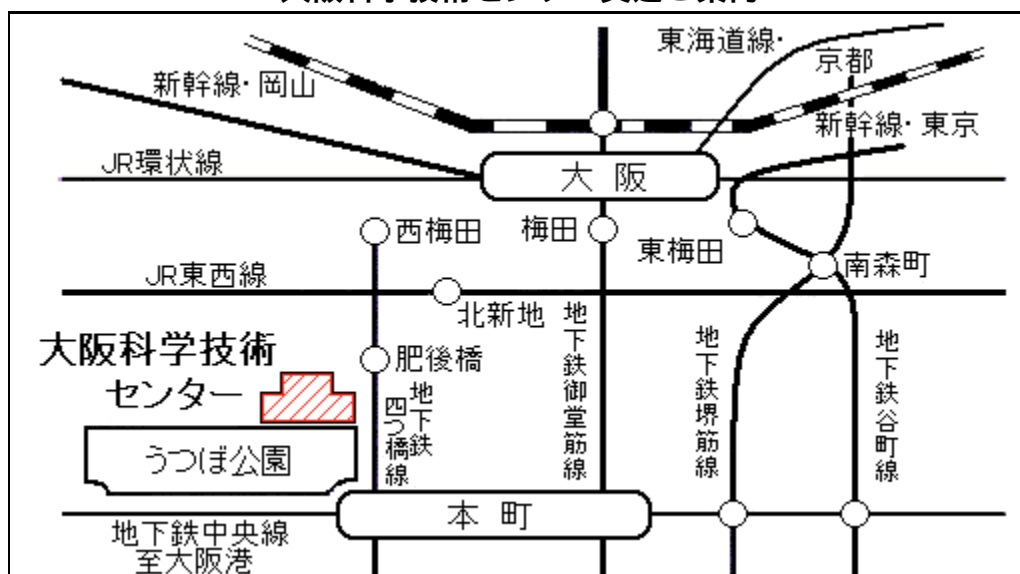 東海道線・
京都
新幹線・岡山
新幹線・東京
JR環状線
大阪
西梅田
梅田
東梅田
南森町
JR東西線
北新地
大阪科学技術
センター
肥後橋
地下鉄
四つ橋線
地下鉄御堂筋線
地下鉄堺筋線
地下鉄谷町線
うつぼ公園
本町
地下鉄中央線
至大阪港